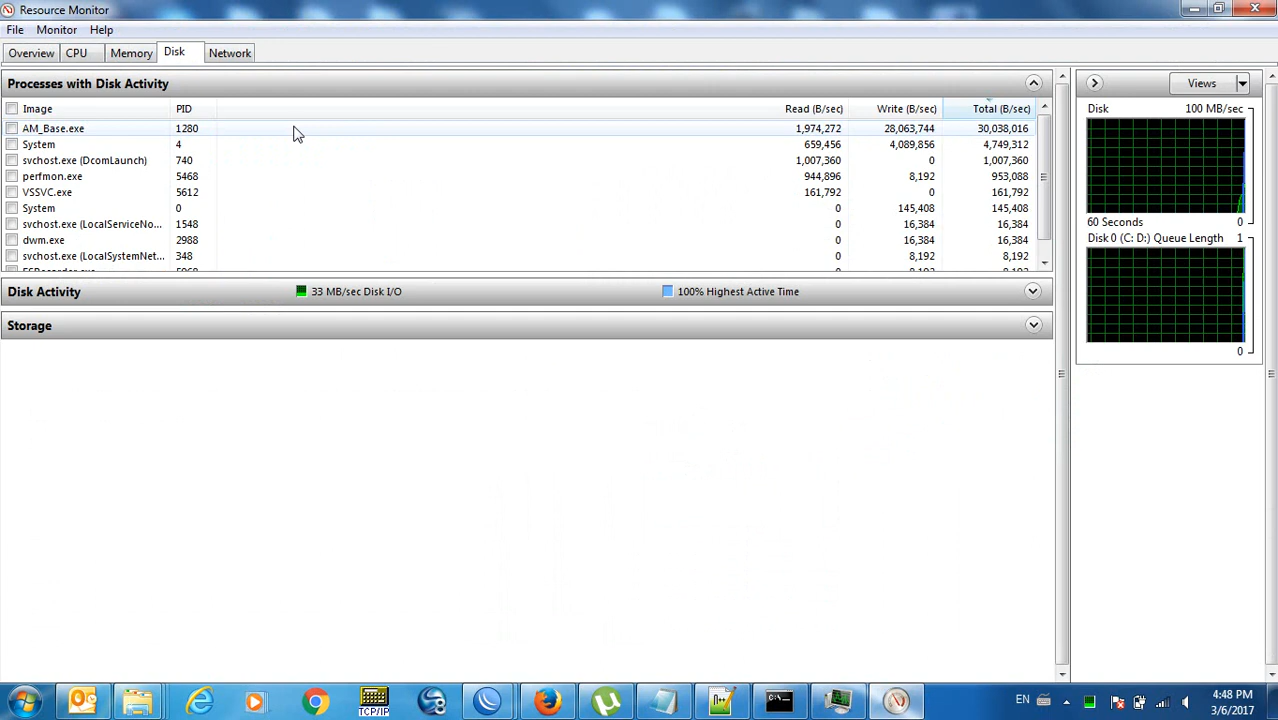 Resource Monitor
File Monitor Help
Overview CPU Memory Disk Network
Processes with Disk Activity
Image PID Read (B/sec) Write (B/sec) Total (B/sec)
AM_Base.exe 1280 1,974,272 28,063,744 30,038,016
System 4 659,456 4,089,856 4,749,312
svchost.exe (DcomLaunch) 740 1,007,360 0 1,007,360
perfmon.exe 5468 944,896 8,192 953,088
VSSVC.exe 5612 161,792 0 161,792
System 0 0 145,408 145,408
svchost.exe (LocalServiceNo... 1548 0 16,384 16,384
dwm.exe 2988 0 16,384 16,384
svchost.exe (LocalSystemNet... 348 0 8,192 8,192
Disk Activity 33 MB/sec Disk I/O 100% Highest Active Time
Storage
Views
Disk 100 MB/sec
60 Seconds 0
Disk 0 (C: D:) Queue Length 1
0
TCP/IP
C:\
EN
4:48 PM
3/6/2017